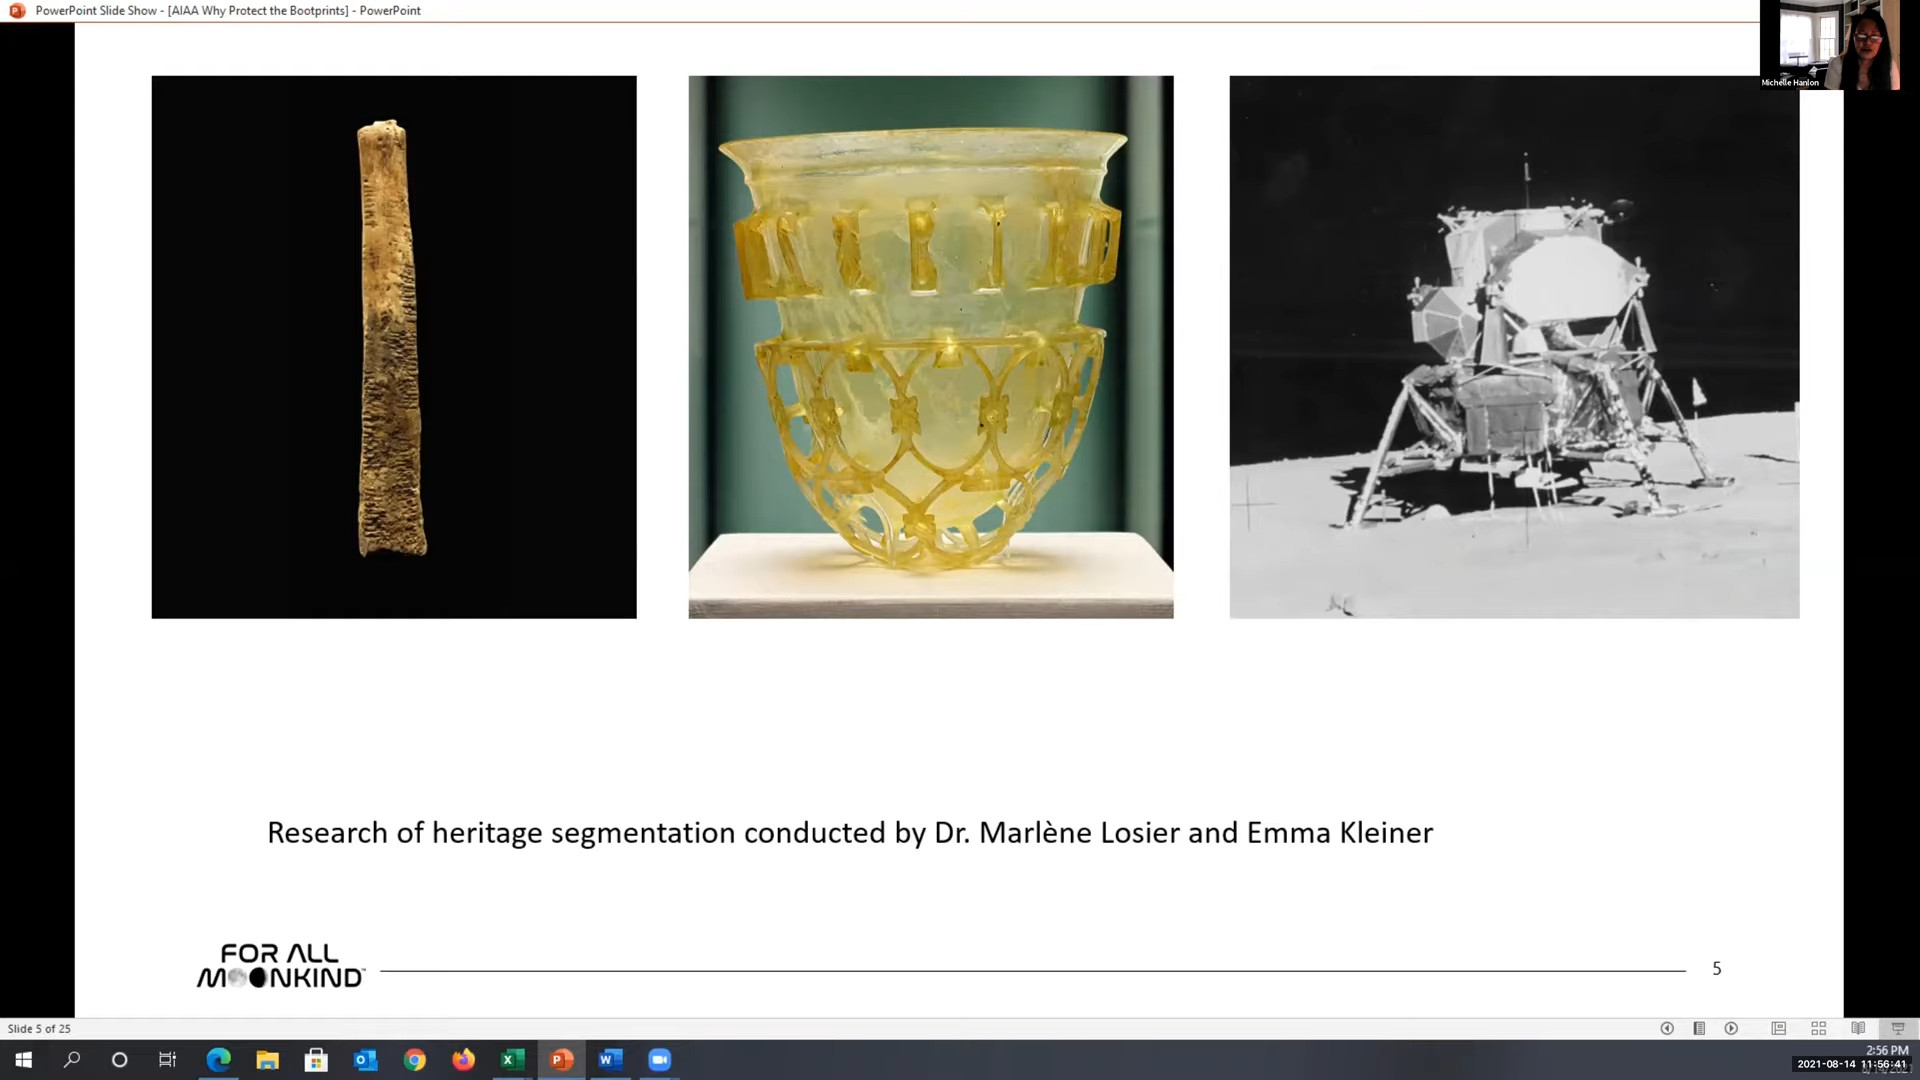 PowerPoint Slide Show - [AIAA Why Protect the Bootprints] - PowerPoint
Michelle Hanlon
Research of heritage segmentation conducted by Dr. Marlène Losier and Emma Kleiner
FOR ALL
MOONKIND
5
Slide 5 of 25
2:56 PM
2021-08-14 11:56:41